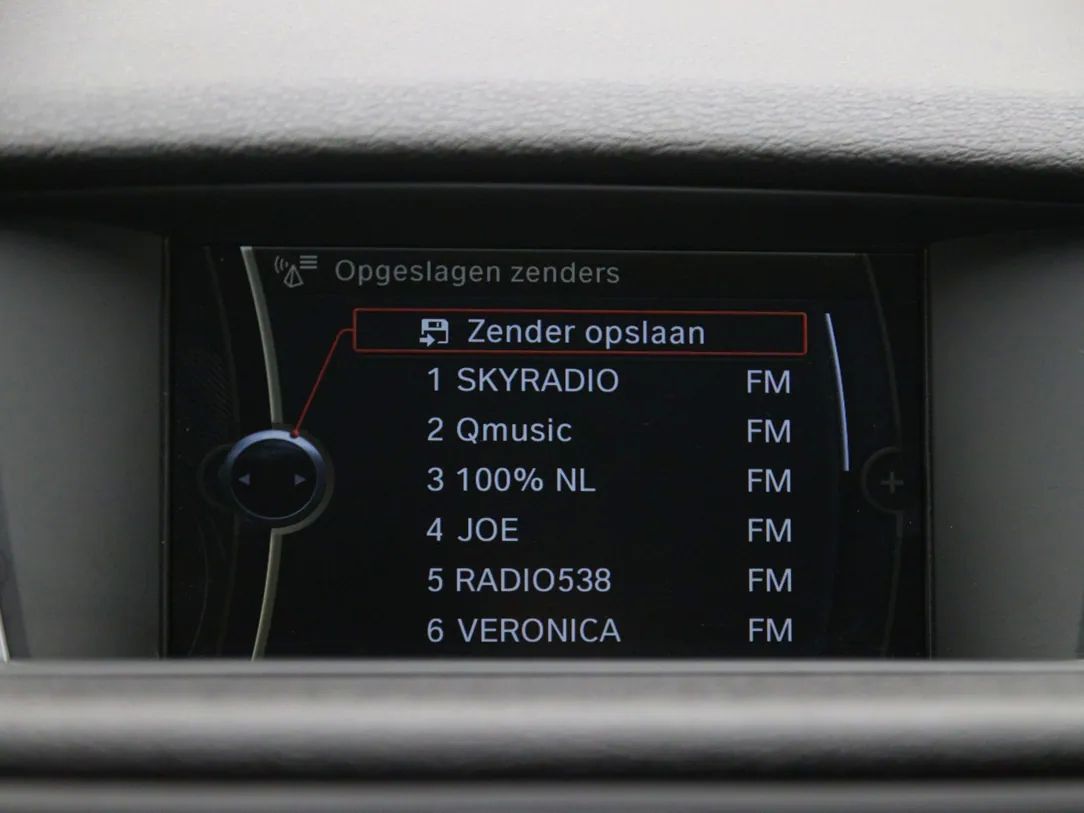 Opgeslagen zenders
Zender opslaan
1 SKYRADIO FM
2 Qmusic FM
3 100% NL FM
4 JOE FM
5 RADIO538 FM
6 VERONICA FM